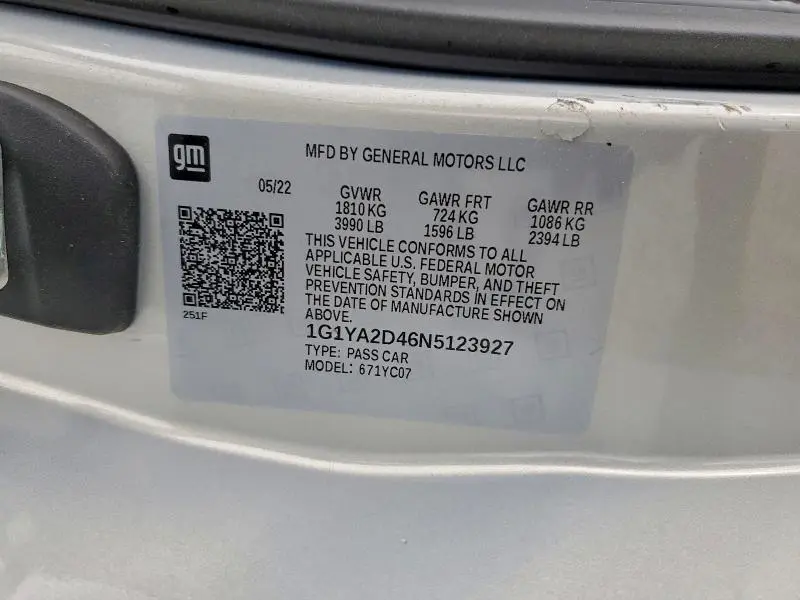 gm
MFD BY GENERAL MOTORS LLC
05/22
GVWR
1810 KG
3990 LB
GAWR FRT
724 KG
1596 LB
GAWR RR
1086 KG
2394 LB
THIS VEHICLE CONFORMS TO ALL
APPLICABLE U.S. FEDERAL MOTOR
VEHICLE SAFETY, BUMPER, AND THEFT
PREVENTION STANDARDS IN EFFECT ON
THE DATE OF MANUFACTURE SHOWN
ABOVE.
251F
1G1YA2D46N5123927
TYPE: PASS CAR
MODEL: 671YC07